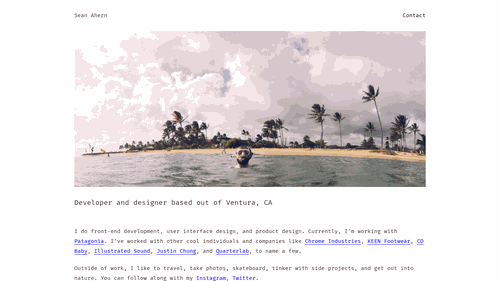 Sean Ahern
Contact
Developer and designer based out of Ventura, CA
I do front-end development, user interface design, and product design. Currently, I'm working with
Patagonia. I've worked with other cool individuals and companies like Chrome Industries, KEEN Footwear, CD
Baby, Illustrated Sound, Justin Chung, and Quarterlab, to name a few.
Outside of work, I like to travel, take photos, skateboard, tinker with side projects, and get out into
nature. You can follow along with my Instagram, Twitter.